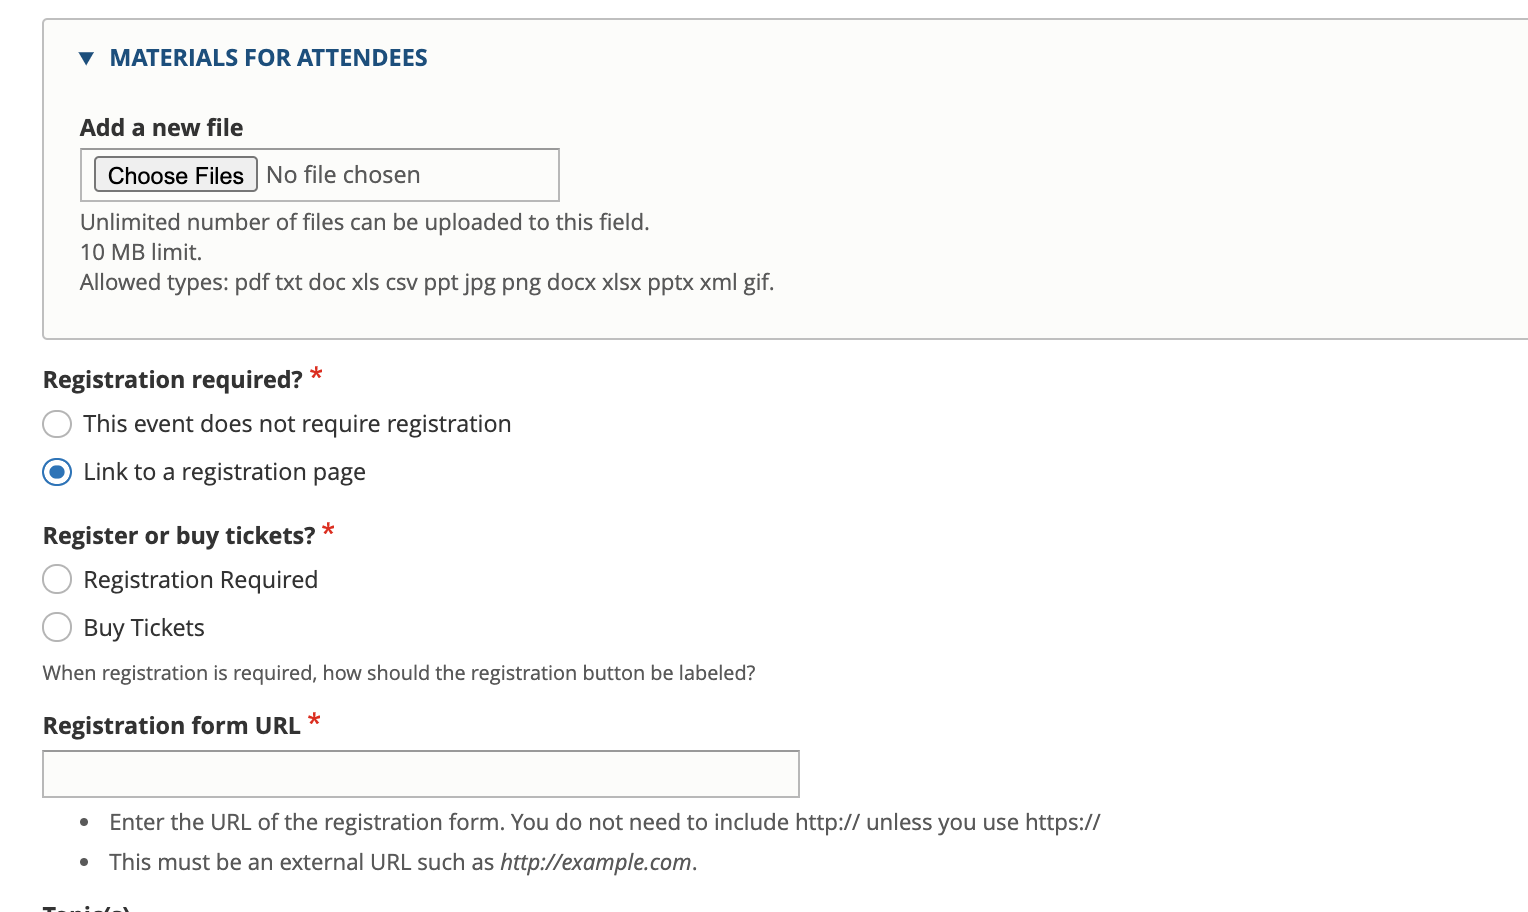 MATERIALS FOR ATTENDEES
Add a new file
Choose Files No file chosen
Unlimited number of files can be uploaded to this field.
10 MB limit.
Allowed types: pdf txt doc xls csv ppt jpg png docx xlsx pptx xml gif.
Registration required? *
This event does not require registration
Link to a registration page
Register or buy tickets? *
Registration Required
Buy Tickets
When registration is required, how should the registration button be labeled?
Registration form URL *
• Enter the URL of the registration form. You do not need to include http:// unless you use https://
• This must be an external URL such as http://example.com.
Topic(s)